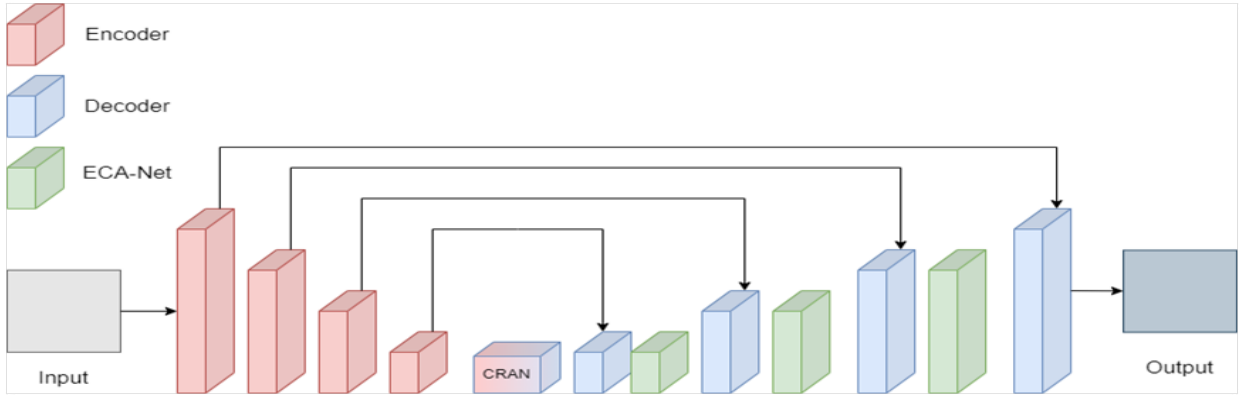 Encoder
Decoder
ECA-Net
Input
CRAN
Output